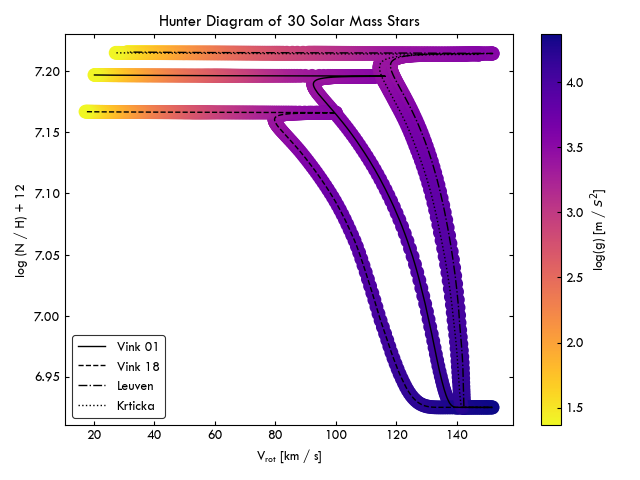 Hunter Diagram of 30 Solar Mass Stars
log (N / H) + 12
7.20
7.15
7.10
7.05
7.00
6.95
Vink 01
Vink 18
Leuven
Krticka
20
40
60
80
100
120
140
V_rot [km / s]
4.0
3.5
3.0
2.5
2.0
1.5
log(g) [m / s²]